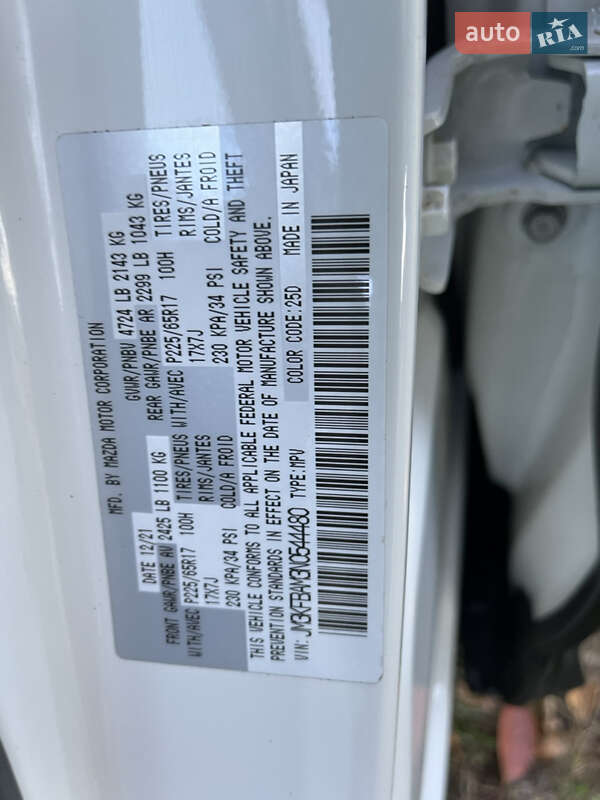 auto RIA .com
MFD. BY MAZDA MOTOR CORPORATION
DATE 12/21 GVWR/PNBV 4724 LB 2143 KG
FRONT GAWR/PNBE AV 2425 LB 1100 KG REAR GAWR/PNBE AR 2299 LB 1043 KG
WITH/AVEC P225/65R17 100H TIRES/PNEUS WITH/AVEC P225/65R17 100H TIRES/PNEUS
17X7J RIMS/JANTES 17X7J RIMS/JANTES
230 KPA/34 PSI COLD/A FROID 230 KPA/34 PSI COLD/A FROID
THIS VEHICLE CONFORMS TO ALL APPLICABLE FEDERAL MOTOR VEHICLE SAFETY AND THEFT
PREVENTION STANDARDS IN EFFECT ON THE DATE OF MANUFACTURE SHOWN ABOVE.
VIN: JM3KFBAM3N0544480 TYPE:MPV COLOR CODE:25D MADE IN JAPAN